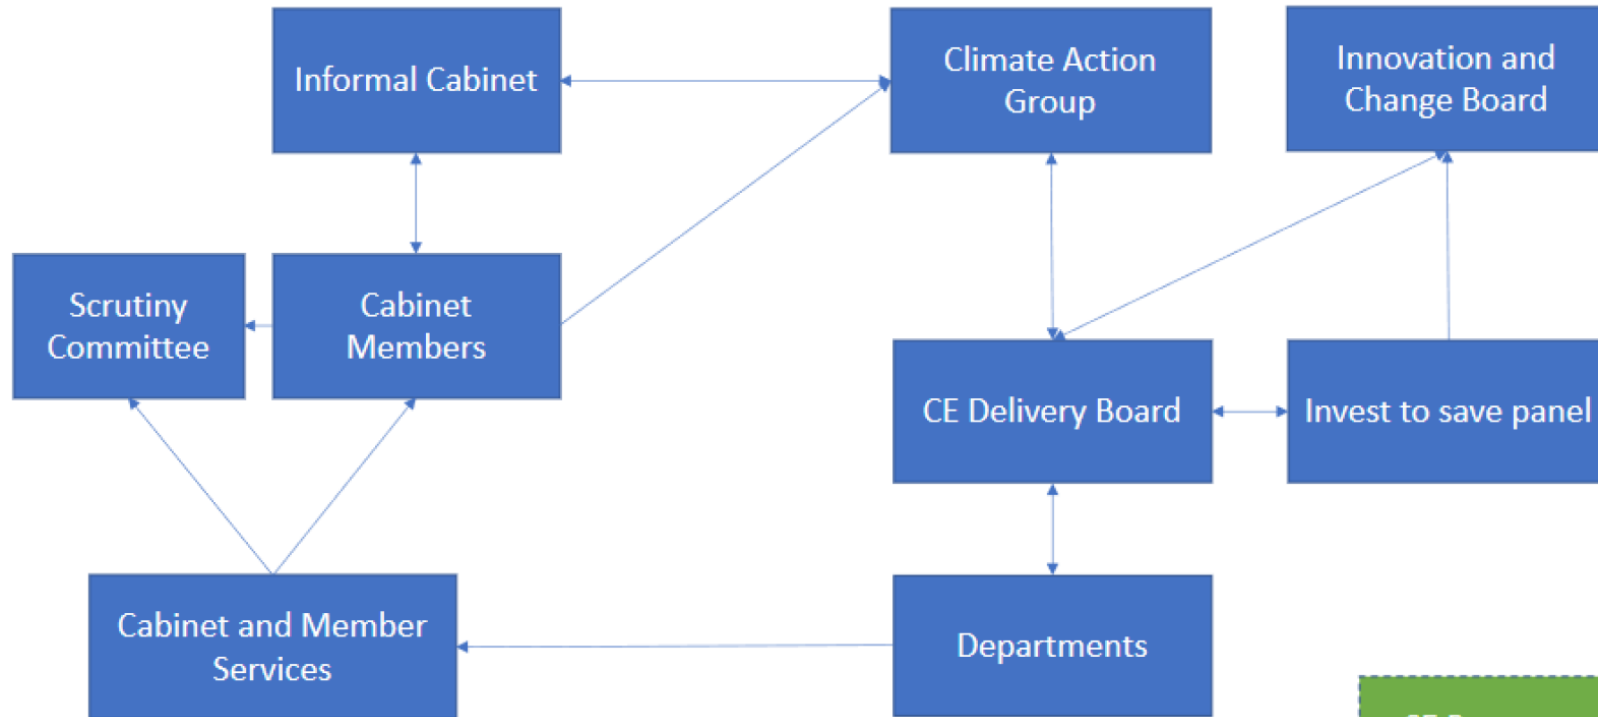 Informal Cabinet
Climate Action
Group
Innovation and
Change Board
Scrutiny
Committee
Cabinet
Members
CE Delivery Board
Invest to save panel
Cabinet and Member
Services
Departments